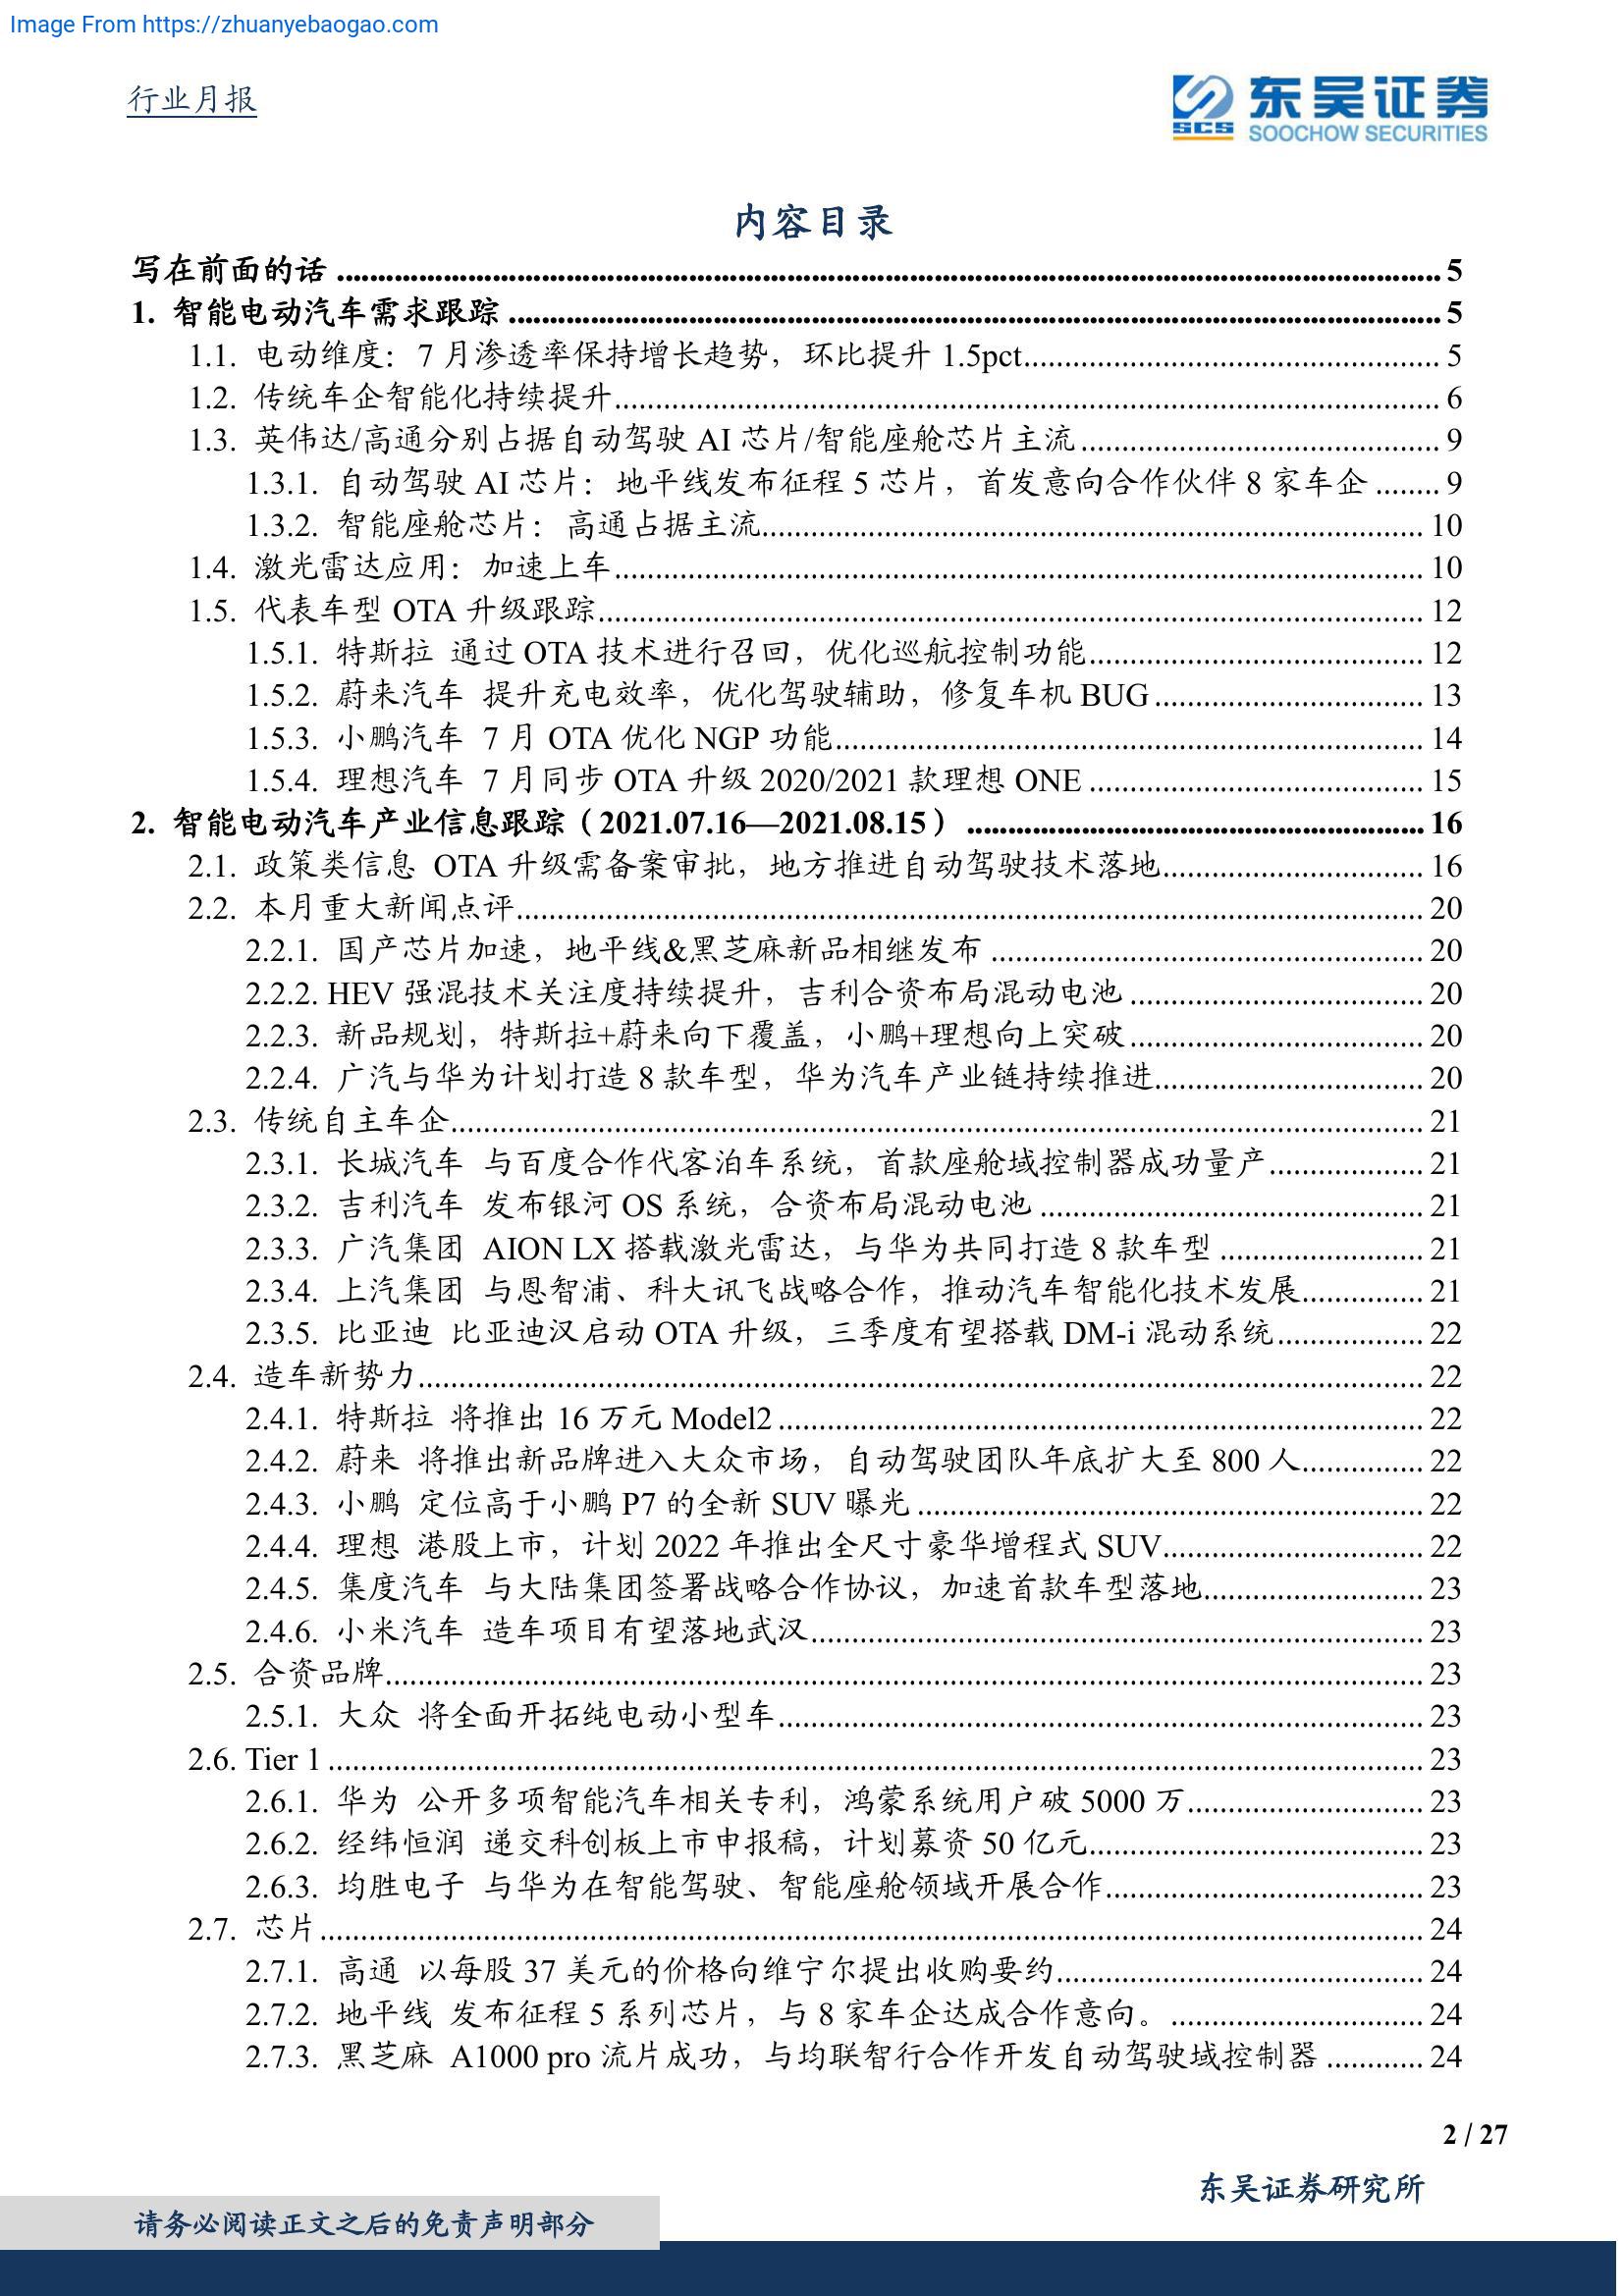 Image From https://zhuanyebaogao.com
行业月报
SCS 东吴证券
SOOCHOW SECURITIES
内容目录
写在前面的话 ........ 5
1. 智能电动汽车需求跟踪 ........ 5
1.1. 电动维度：7 月渗透率保持增长趋势，环比提升 1.5pct ........ 5
1.2. 传统车企智能化持续提升 ........ 6
1.3. 英伟达/高通分别占据自动驾驶 AI 芯片/智能座舱芯片主流 ........ 9
1.3.1. 自动驾驶 AI 芯片：地平线发布征程 5 芯片，首发意向合作伙伴 8 家车企 ........ 9
1.3.2. 智能座舱芯片：高通占据主流 ........ 10
1.4. 激光雷达应用：加速上车 ........ 10
1.5. 代表车型 OTA 升级跟踪 ........ 12
1.5.1. 特斯拉 通过 OTA 技术进行召回，优化巡航控制功能 ........ 12
1.5.2. 蔚来汽车 提升充电效率，优化驾驶辅助，修复车机 BUG ........ 13
1.5.3. 小鹏汽车 7 月 OTA 优化 NGP 功能 ........ 14
1.5.4. 理想汽车 7 月同步 OTA 升级 2020/2021 款理想 ONE ........ 15
2. 智能电动汽车产业信息跟踪（2021.07.16—2021.08.15） ........ 16
2.1. 政策类信息 OTA 升级需备案审批，地方推进自动驾驶技术落地 ........ 16
2.2. 本月重大新闻点评 ........ 20
2.2.1. 国产芯片加速，地平线&黑芝麻新品相继发布 ........ 20
2.2.2. HEV 强混技术关注度持续提升，吉利合资布局混动电池 ........ 20
2.2.3. 新品规划，特斯拉+蔚来向下覆盖，小鹏+理想向上突破 ........ 20
2.2.4. 广汽与华为计划打造 8 款车型，华为汽车产业链持续推进 ........ 20
2.3. 传统自主车企 ........ 21
2.3.1. 长城汽车 与百度合作代客泊车系统，首款座舱域控制器成功量产 ........ 21
2.3.2. 吉利汽车 发布银河 OS 系统，合资布局混动电池 ........ 21
2.3.3. 广汽集团 AION LX 搭载激光雷达，与华为共同打造 8 款车型 ........ 21
2.3.4. 上汽集团 与恩智浦、科大讯飞战略合作，推动汽车智能化技术发展 ........ 21
2.3.5. 比亚迪 比亚迪汉启动 OTA 升级，三季度有望搭载 DM-i 混动系统 ........ 22
2.4. 造车新势力 ........ 22
2.4.1. 特斯拉 将推出 16 万元 Model2 ........ 22
2.4.2. 蔚来 将推出新品牌进入大众市场，自动驾驶团队年底扩大至 800 人 ........ 22
2.4.3. 小鹏 定位高于小鹏 P7 的全新 SUV 曝光 ........ 22
2.4.4. 理想 港股上市，计划 2022 年推出全尺寸豪华增程式 SUV ........ 22
2.4.5. 集度汽车 与大陆集团签署战略合作协议，加速首款车型落地 ........ 23
2.4.6. 小米汽车 造车项目有望落地武汉 ........ 23
2.5. 合资品牌 ........ 23
2.5.1. 大众 将全面开拓纯电动小型车 ........ 23
2.6. Tier 1 ........ 23
2.6.1. 华为 公开多项智能汽车相关专利，鸿蒙系统用户破 5000 万 ........ 23
2.6.2. 经纬恒润 递交科创板上市申报稿，计划募资 50 亿元 ........ 23
2.6.3. 均胜电子 与华为在智能驾驶、智能座舱领域开展合作 ........ 23
2.7. 芯片 ........ 24
2.7.1. 高通 以每股 37 美元的价格向维宁尔提出收购要约 ........ 24
2.7.2. 地平线 发布征程 5 系列芯片，与 8 家车企达成合作意向。 ........ 24
2.7.3. 黑芝麻 A1000 pro 流片成功，与均联智行合作开发自动驾驶域控制器 ........ 24
2 / 27
东吴证券研究所
请务必阅读正文之后的免责声明部分